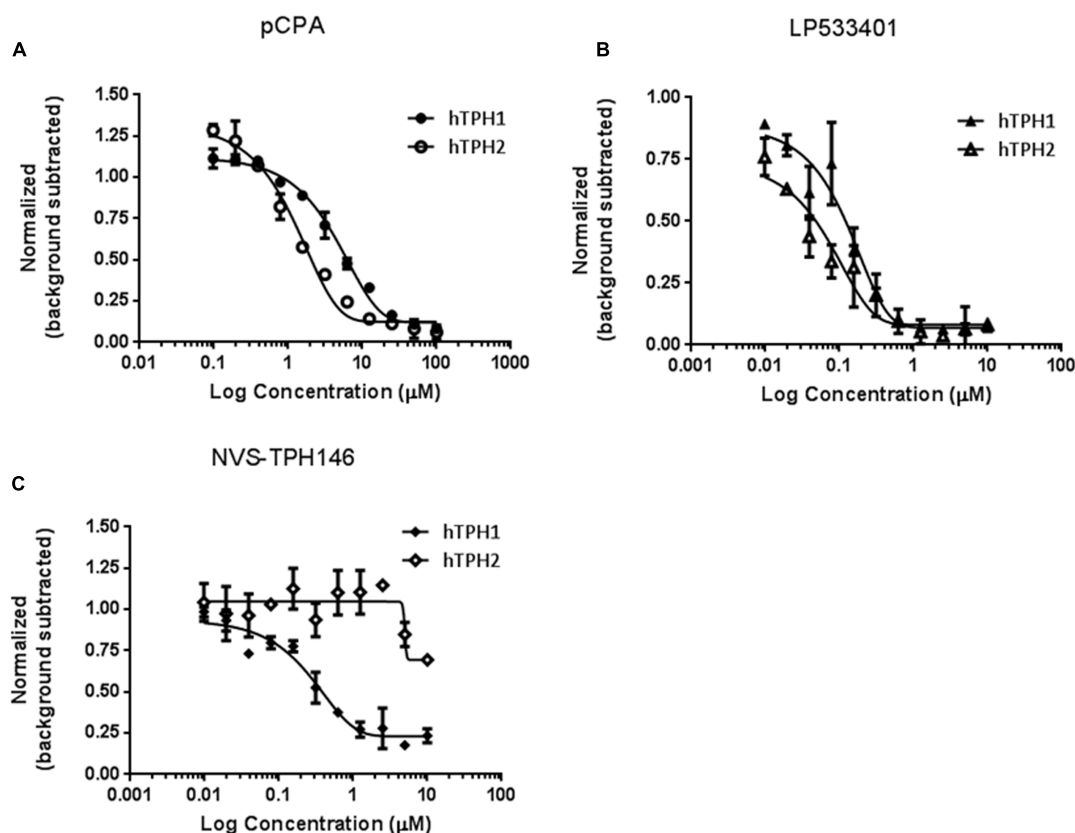 pCPA
A
1.50
1.25
1.00
0.75
0.50
0.25
0.00
Normalized
(background subtracted)
hTPH1
hTPH2
0.01
0.1
1
10
100
1000
Log Concentration (µM)
LP533401
B
1.00
0.75
0.50
0.25
0.00
Normalized
(background subtracted)
hTPH1
hTPH2
0.001
0.01
0.1
1
10
100
Log Concentration (µM)
NVS-TPH146
C
1.50
1.25
1.00
0.75
0.50
0.25
0.00
Normalized
(background subtracted)
hTPH1
hTPH2
0.001
0.01
0.1
1
10
100
Log Concentration (µM)